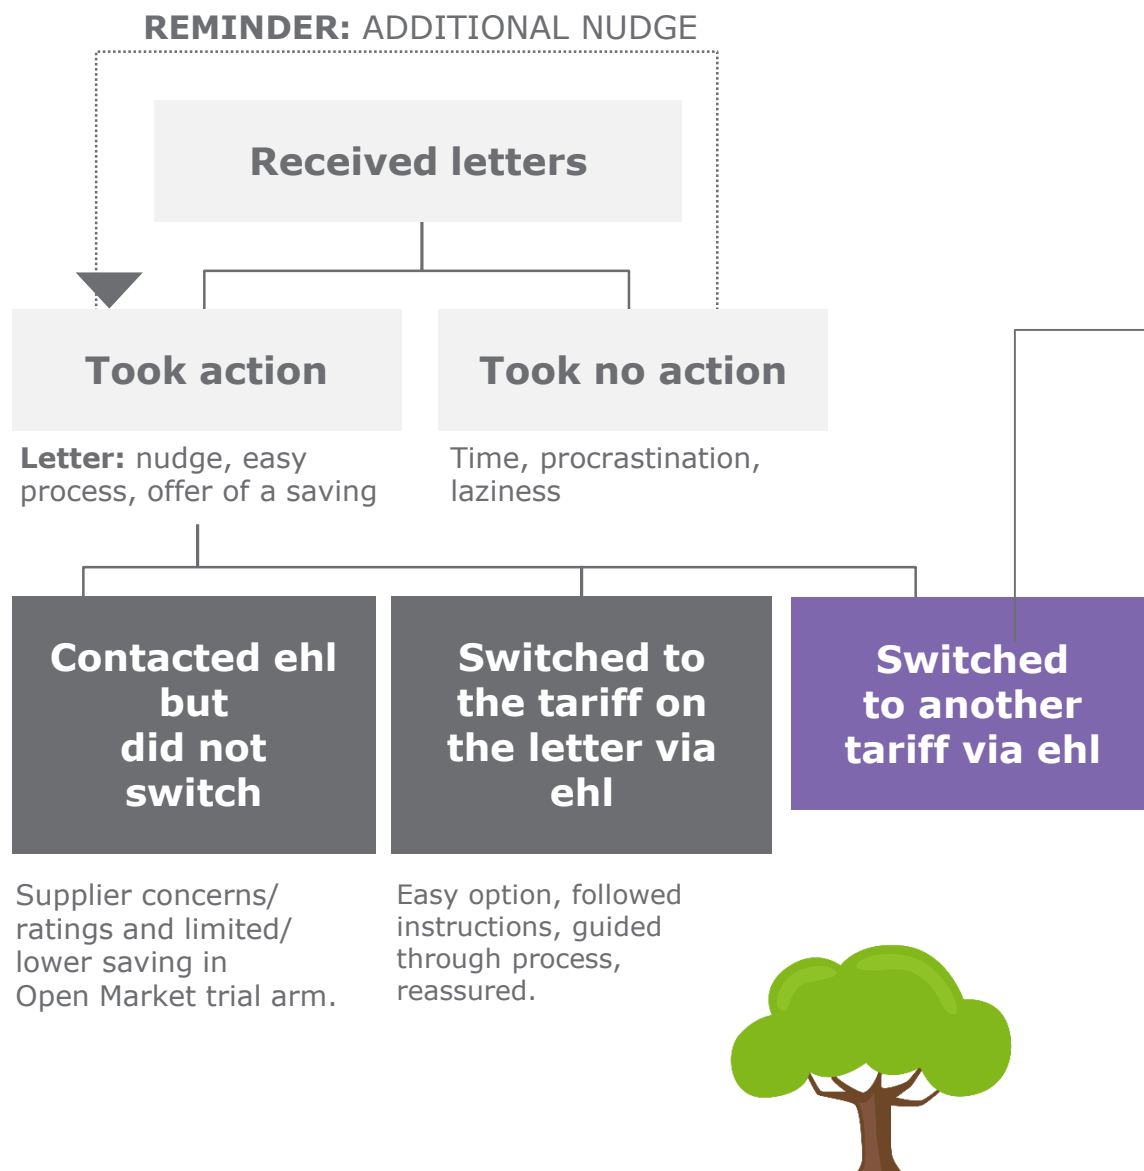 REMINDER: ADDITIONAL NUDGE
Received letters
Took action
Took no action
Letter: nudge, easy
process, offer of a saving
Time, procrastination,
laziness
Contacted ehl
but
did not
switch
Switched to
the tariff on
the letter via
ehl
Switched
to another
tariff via ehl
Supplier concerns/
ratings and limited/
lower saving in
Open Market trial arm.
Easy option, followed
instructions, guided
through process,
reassured.